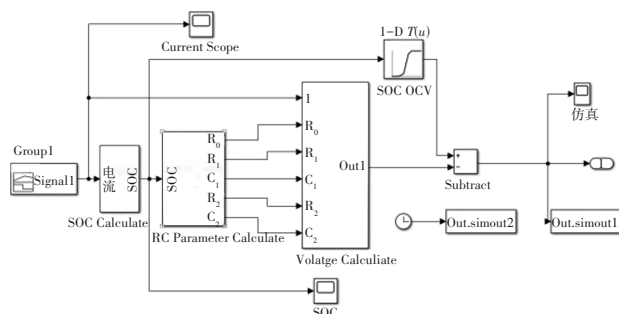 1-D T(u)
Current Scope
SOC OCV
I
仿真
Group1
R0
R0
Signal1
电流
SOC
SOC
R1
R1
Out1
+
−
C1
C1
Subtract
SOC Calculate
R2
R2
C2
C2
Out.simout2
Out.simout1
RC Parameter Calculate
Volatge Calculiate
SOC